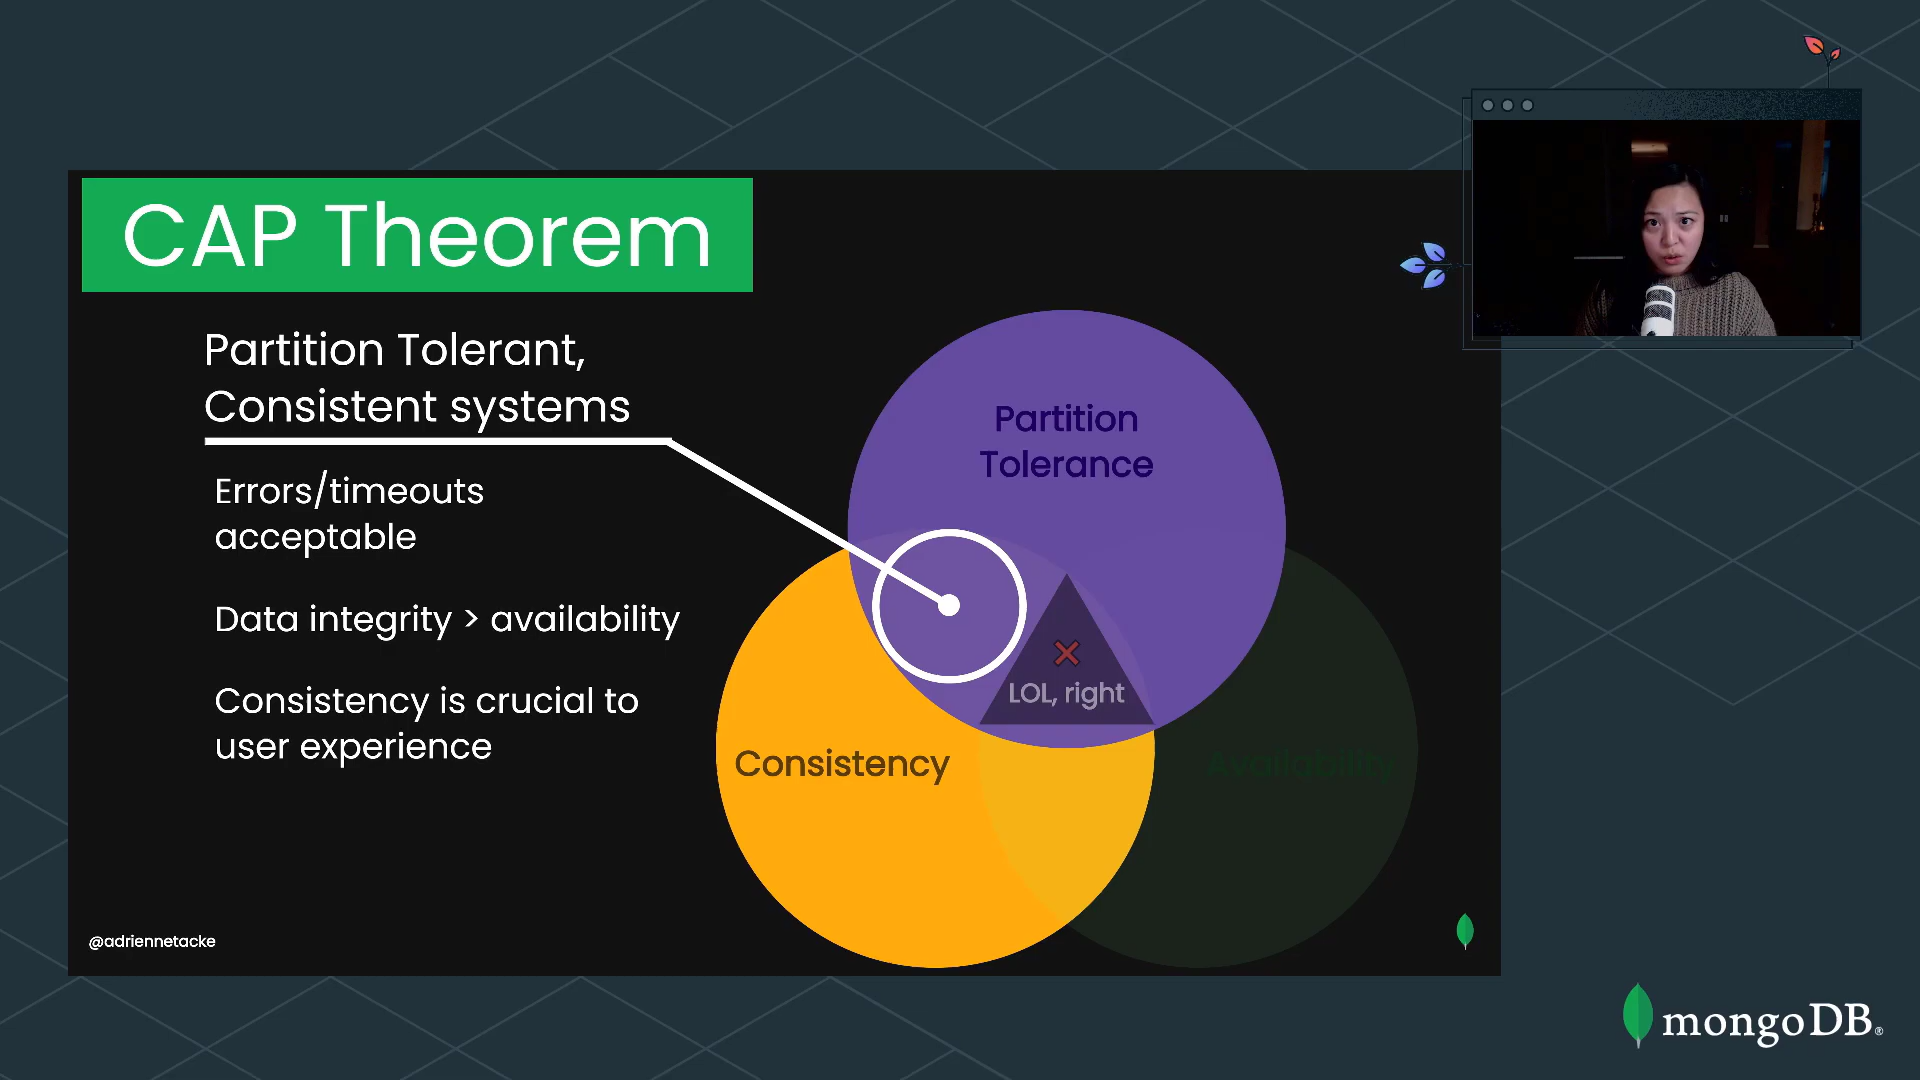 CAP Theorem
Partition Tolerant,
Consistent systems
Errors/timeouts
acceptable
Data integrity > availability
Consistency is crucial to
user experience
Partition
Tolerance
LOL, right
Consistency
Availability
@adriennetacke
mongoDB®